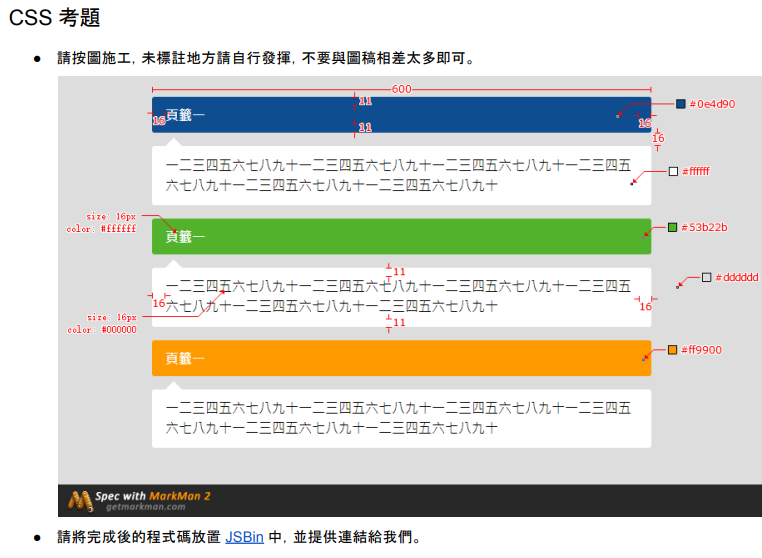 CSS 考題
● 請按圖施工, 未標註地方請自行發揮, 不要與圖稿相差太多即可。
600
頁籤一
11
11
16
16
#0e4d90
16
一二三四五六七八九十一二三四五六七八九十一二三四五六七八九十一二三四五
六七八九十一二三四五六七八九十一二三四五六七八九十
#ffffff
size: 16px
color: #ffffff
頁籤一
#53b22b
一二三四五六七八九十一二三四五六七八九十一二三四五六七八九十一二三四五
六七八九十一二三四五六七八九十一二三四五六七八九十
11
11
16
16
#dddddd
size: 16px
color: #000000
頁籤一
#ff9900
一二三四五六七八九十一二三四五六七八九十一二三四五六七八九十一二三四五
六七八九十一二三四五六七八九十一二三四五六七八九十
Spec with MarkMan 2
getmarkman.com
● 請將完成後的程式碼放置 JSBin 中, 並提供連結給我們。